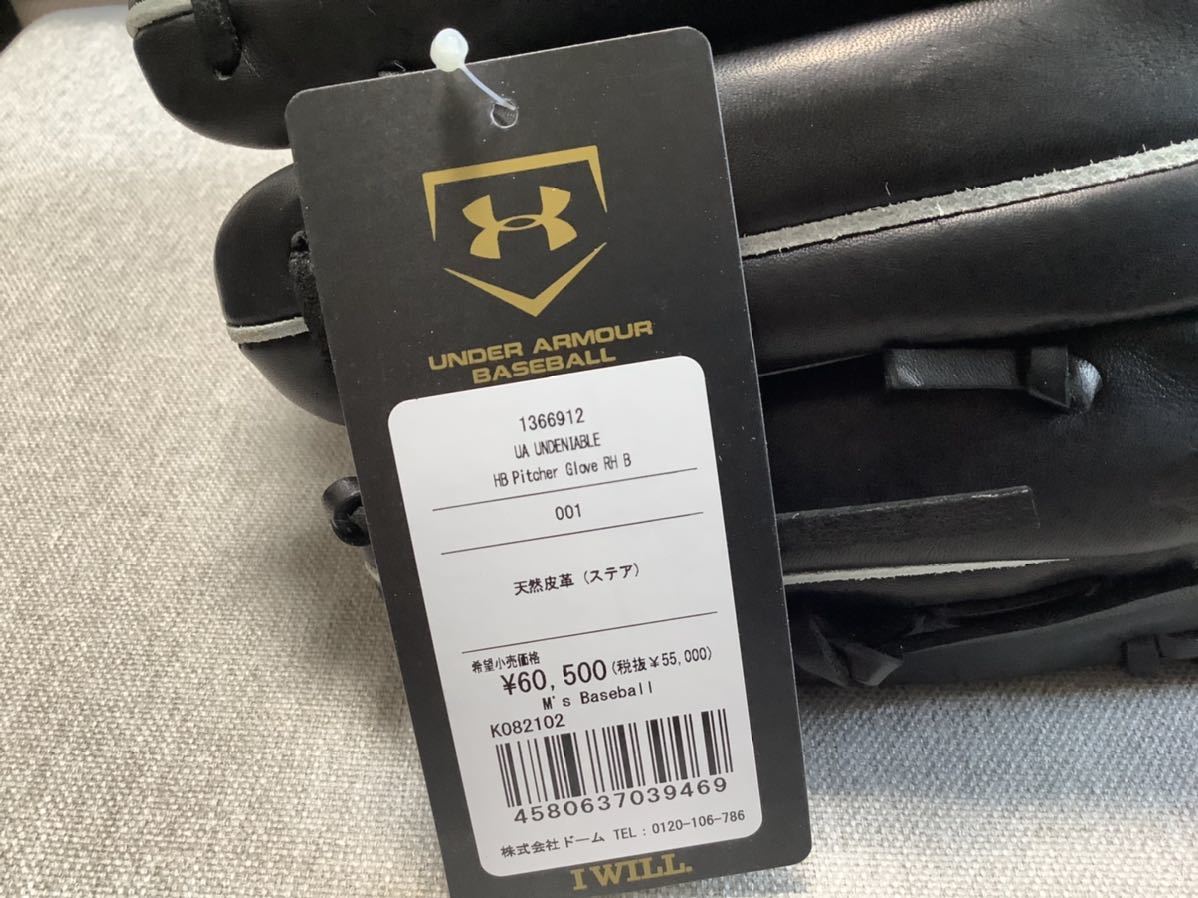 UNDER ARMOUR
BASEBALL
1366912
UA UNDENIABLE
HB Pitcher Glove RH B
001
天然皮革 (ステア)
希望小売価格
¥60,500 (税抜¥55,000)
M's Baseball
K082102
4580637039469
株式会社ドーム TEL : 0120-106-786
I WILL.